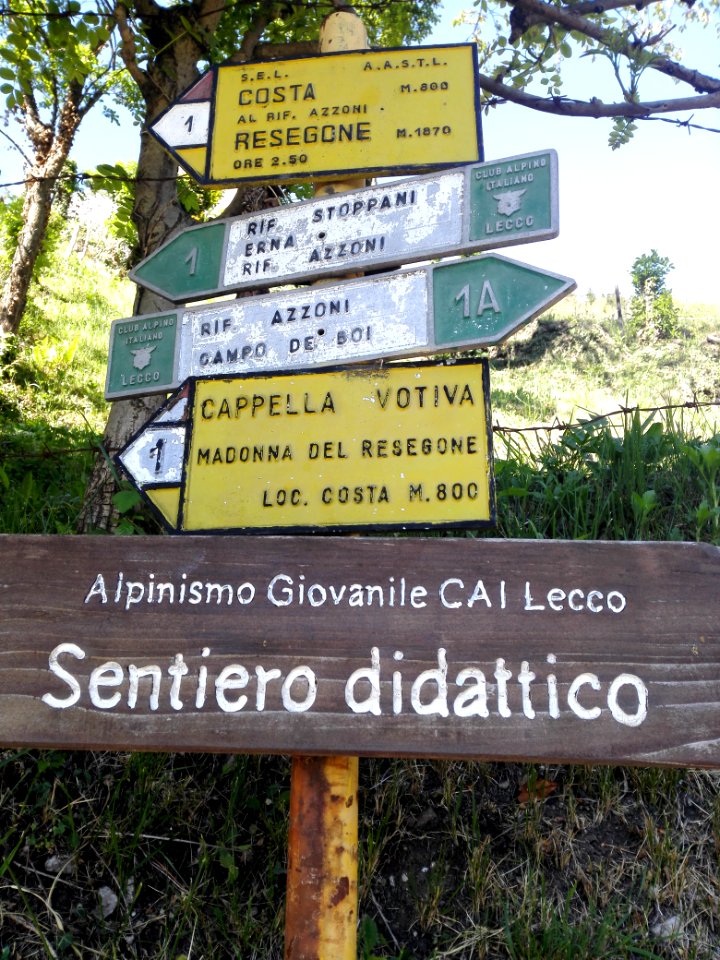 S.E.L. A.A.S.T.L.
COSTA M.800
AL RIF. AZZONI
RESEGONE M.1870
ORE 2.50
1
RIF. STOPPANI
ERNA •
RIF. AZZONI
1
CLUB ALPINO
ITALIANO
LECCO
RIF. AZZONI
CAMPO DE' BOI
1A
CLUB ALPINO
ITALIANO
LECCO
CAPPELLA VOTIVA
MADONNA DEL RESEGONE
LOC. COSTA M.800
1
Alpinismo Giovanile CAI Lecco
Sentiero didattico